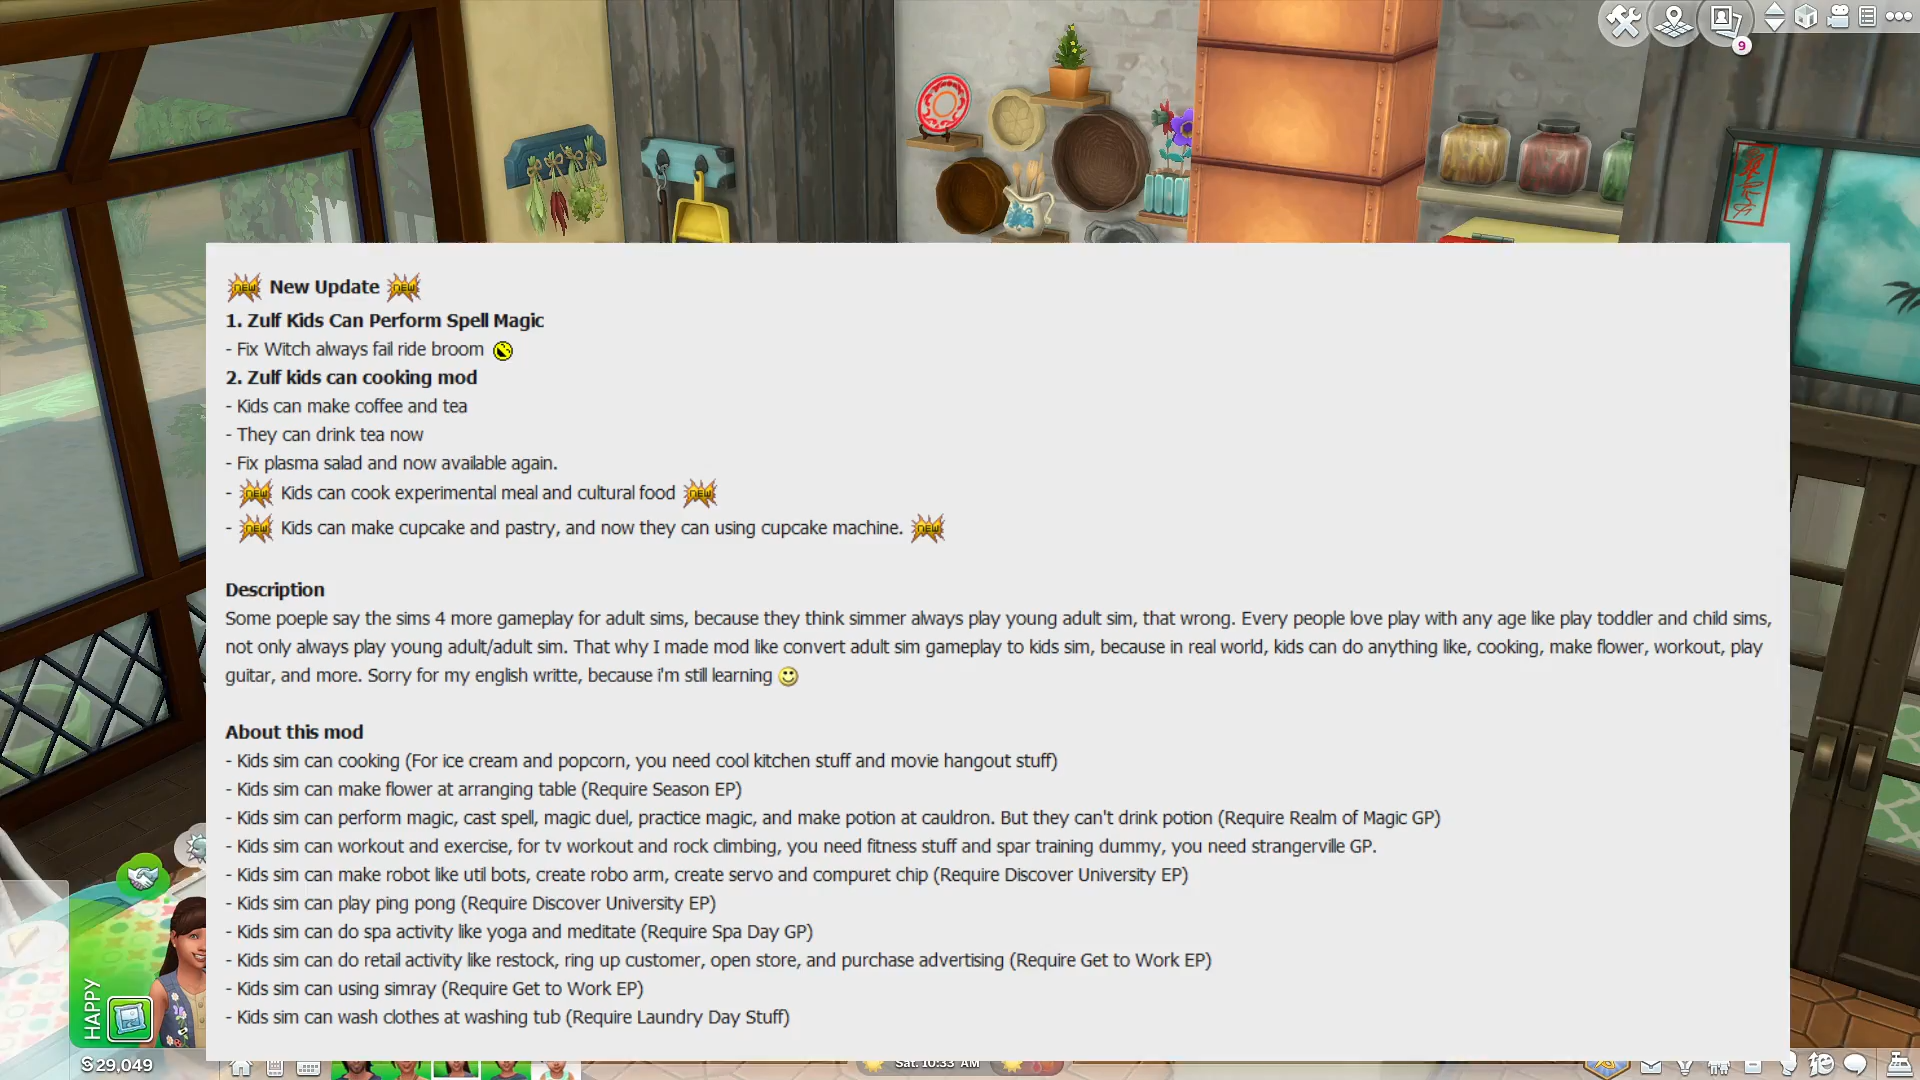 9
NEW New Update NEW
1. Zulf Kids Can Perform Spell Magic
- Fix Witch always fail ride broom
2. Zulf kids can cooking mod
- Kids can make coffee and tea
- They can drink tea now
- Fix plasma salad and now available again.
- NEW Kids can cook experimental meal and cultural food NEW
- NEW Kids can make cupcake and pastry, and now they can using cupcake machine. NEW
Description
Some poeple say the sims 4 more gameplay for adult sims, because they think simmer always play young adult sim, that wrong. Every people love play with any age like play toddler and child sims,
not only always play young adult/adult sim. That why I made mod like convert adult sim gameplay to kids sim, because in real world, kids can do anything like, cooking, make flower, workout, play
guitar, and more. Sorry for my english writte, because i'm still learning
About this mod
- Kids sim can cooking (For ice cream and popcorn, you need cool kitchen stuff and movie hangout stuff)
- Kids sim can make flower at arranging table (Require Season EP)
- Kids sim can perform magic, cast spell, magic duel, practice magic, and make potion at cauldron. But they can't drink potion (Require Realm of Magic GP)
- Kids sim can workout and exercise, for tv workout and rock climbing, you need fitness stuff and spar training dummy, you need strangerville GP.
- Kids sim can make robot like util bots, create robo arm, create servo and compuret chip (Require Discover University EP)
- Kids sim can play ping pong (Require Discover University EP)
- Kids sim can do spa activity like yoga and meditate (Require Spa Day GP)
- Kids sim can do retail activity like restock, ring up customer, open store, and purchase advertising (Require Get to Work EP)
- Kids sim can using simray (Require Get to Work EP)
- Kids sim can wash clothes at washing tub (Require Laundry Day Stuff)
HAPPY
§29,049
Sat. 10:33 AM